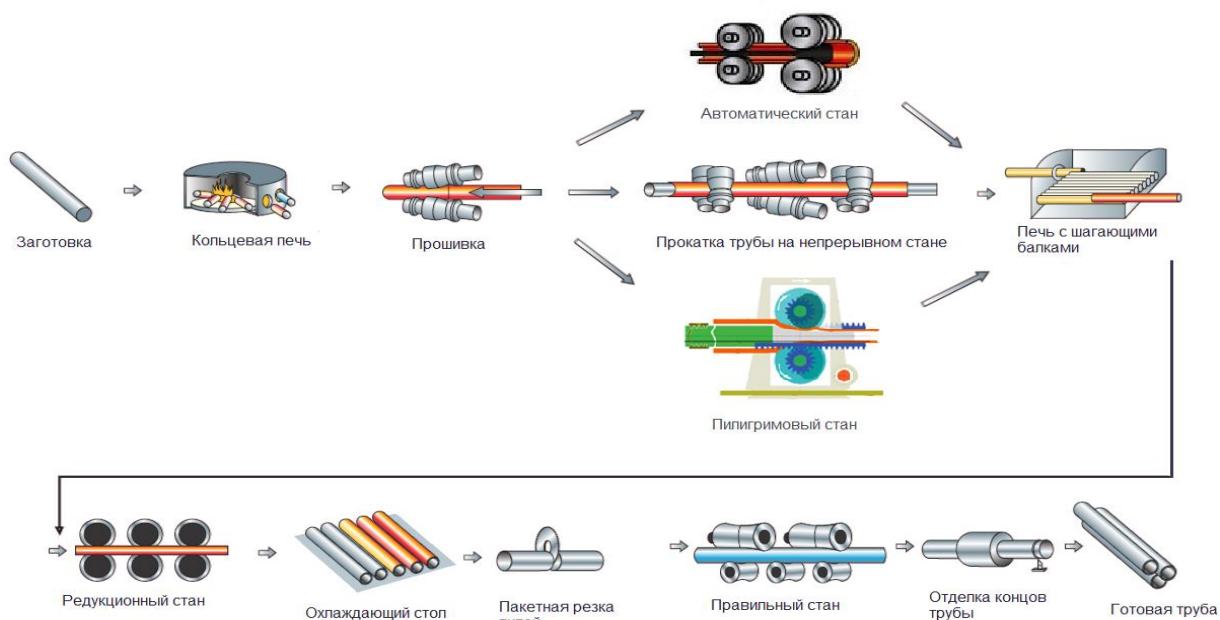 Автоматический стан
Заготовка
Кольцевая печь
Прошивка
Прокатка трубы на непрерывном стане
Печь с шагающими
балками
Пилигримовый стан
Редукционный стан
Охлаждающий стол
Пакетная резка
Правильный стан
Отделка концов
трубы
Готовая труба